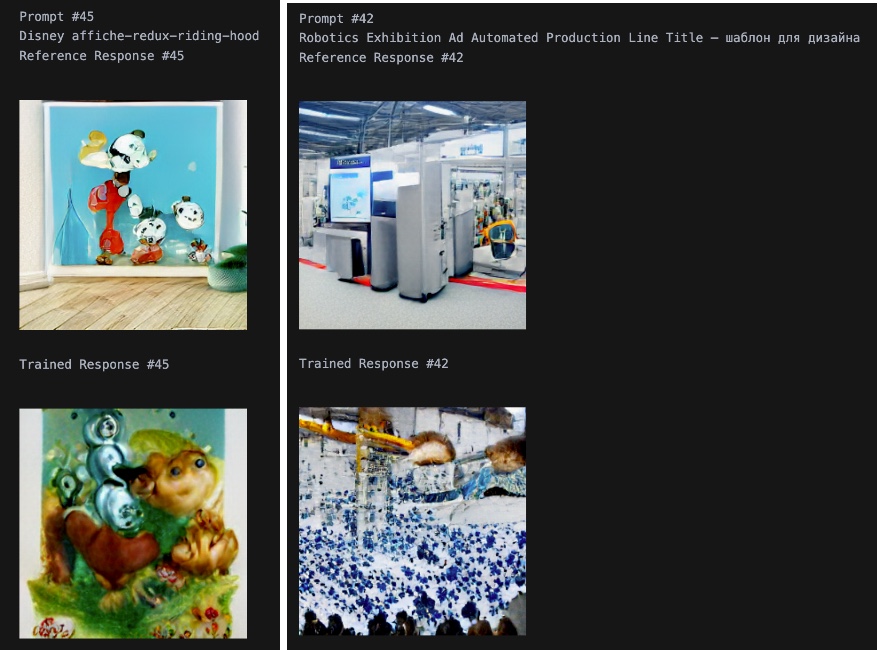 Prompt #45
Disney affiche-redux-riding-hood
Reference Response #45
Trained Response #45
Prompt #42
Robotics Exhibition Ad Automated Production Line Title – шаблон для дизайна
Reference Response #42
Trained Response #42